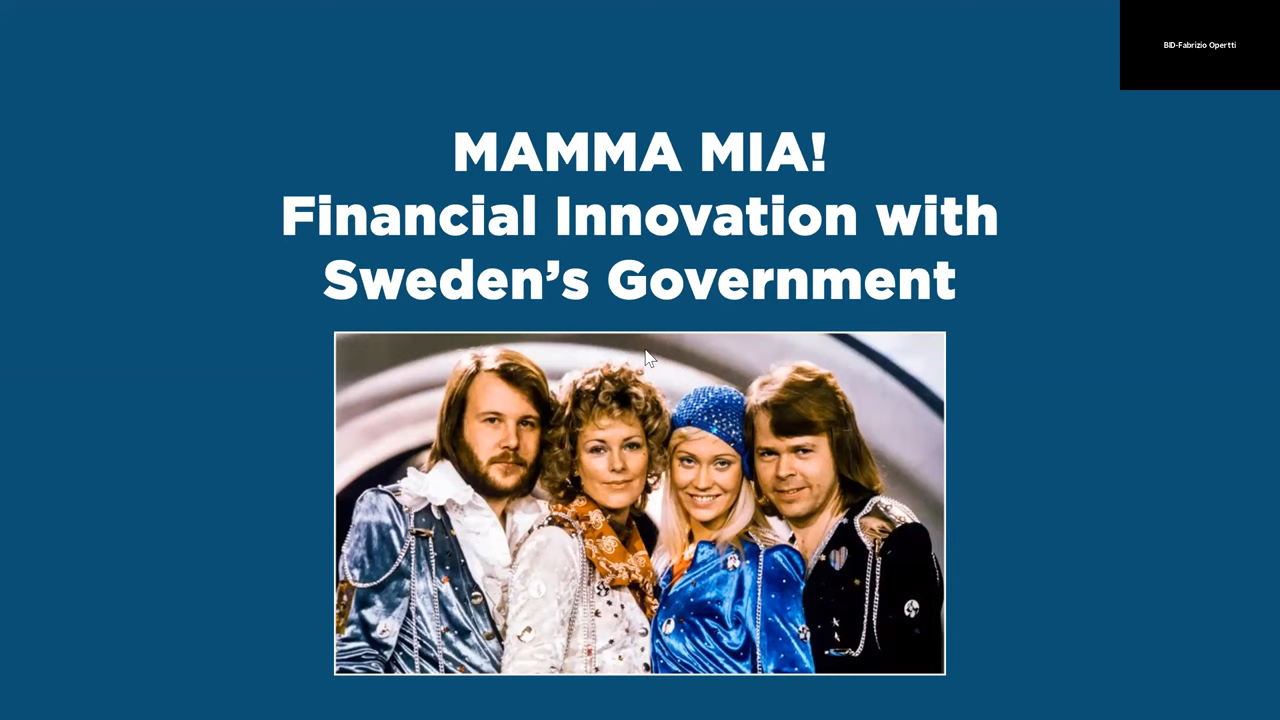 BID-Fabrizio Opertti
MAMMA MIA!
Financial Innovation with
Sweden’s Government